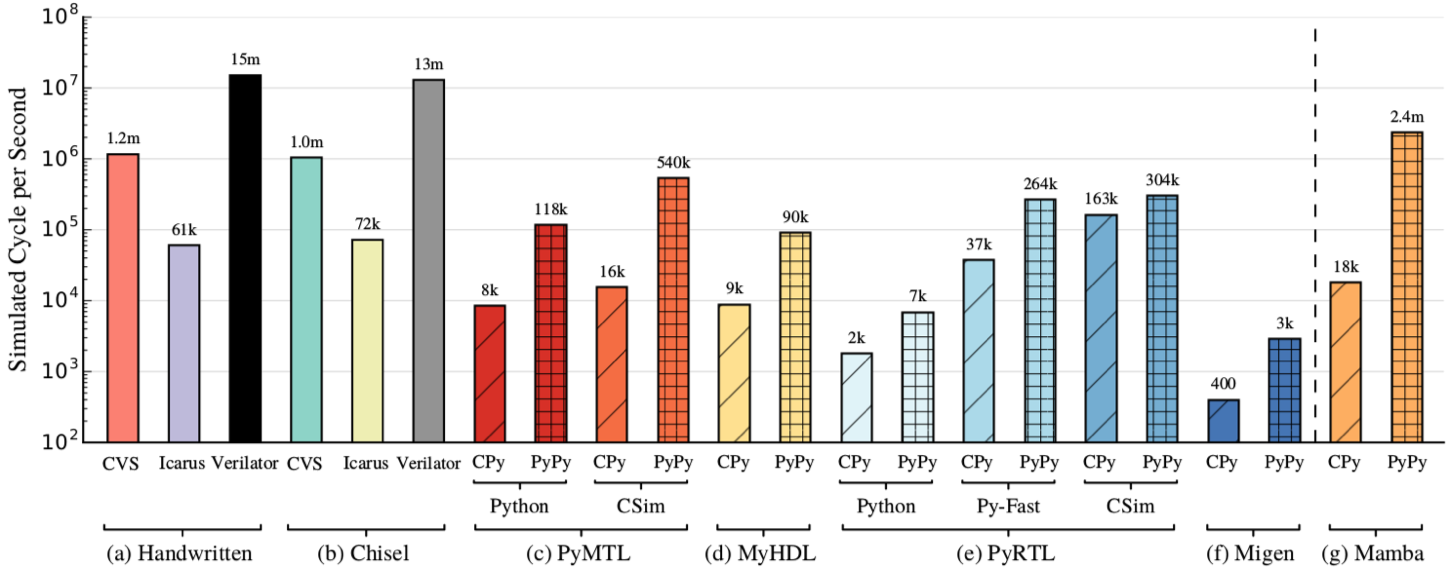 Simulated Cycle per Second
10^8
10^7
10^6
10^5
10^4
10^3
10^2
1.2m
61k
15m
1.0m
72k
13m
8k
118k
16k
540k
9k
90k
2k
7k
37k
264k
163k
304k
400
3k
18k
2.4m
CVS Icarus Verilator CVS Icarus Verilator CPy PyPy CPy PyPy CPy PyPy CPy PyPy CPy PyPy CPy PyPy CPy PyPy CPy PyPy
Python CSim Python Py-Fast CSim
(a) Handwritten (b) Chisel (c) PyMTL (d) MyHDL (e) PyRTL (f) Migen (g) Mamba